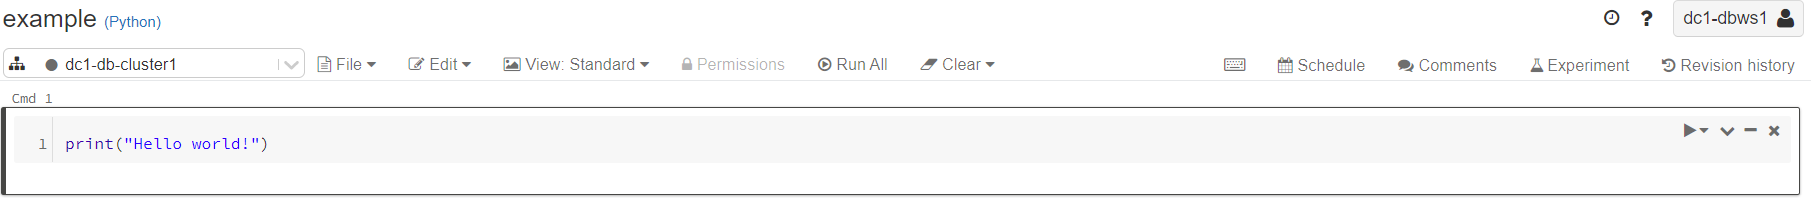 example (Python)
? dc1-dbws1
dc1-db-cluster1 File Edit View: Standard Permissions Run All Clear Schedule Comments Experiment Revision history
Cmd 1
1 print("Hello world!")